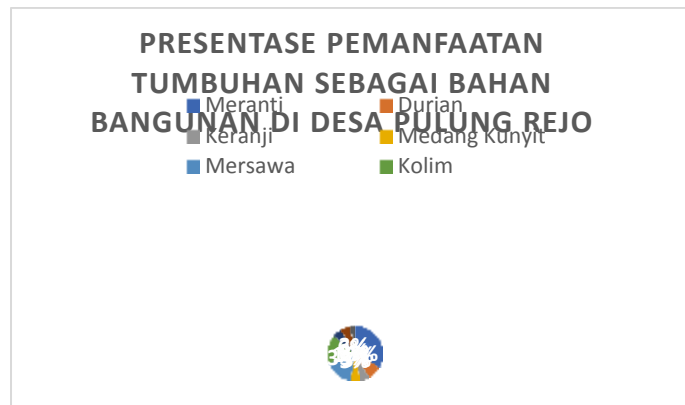 PRESENTASE PEMANFAATAN
TUMBUHAN SEBAGAI BAHAN
BANGUNAN DI DESA PULUNG REJO
Meranti Durian
Keranji Medang Kunyit
Mersawa Kolim